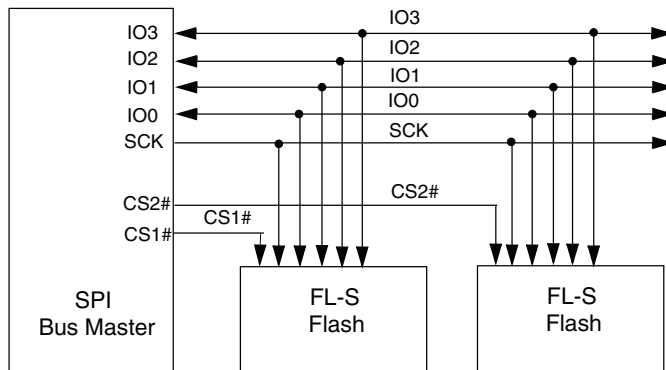 IO3 IO3
IO2 IO2
IO1 IO1
IO0 IO0
SCK SCK
CS2# CS2#
CS1# CS1#
SPI
Bus Master
FL-S
Flash
FL-S
Flash